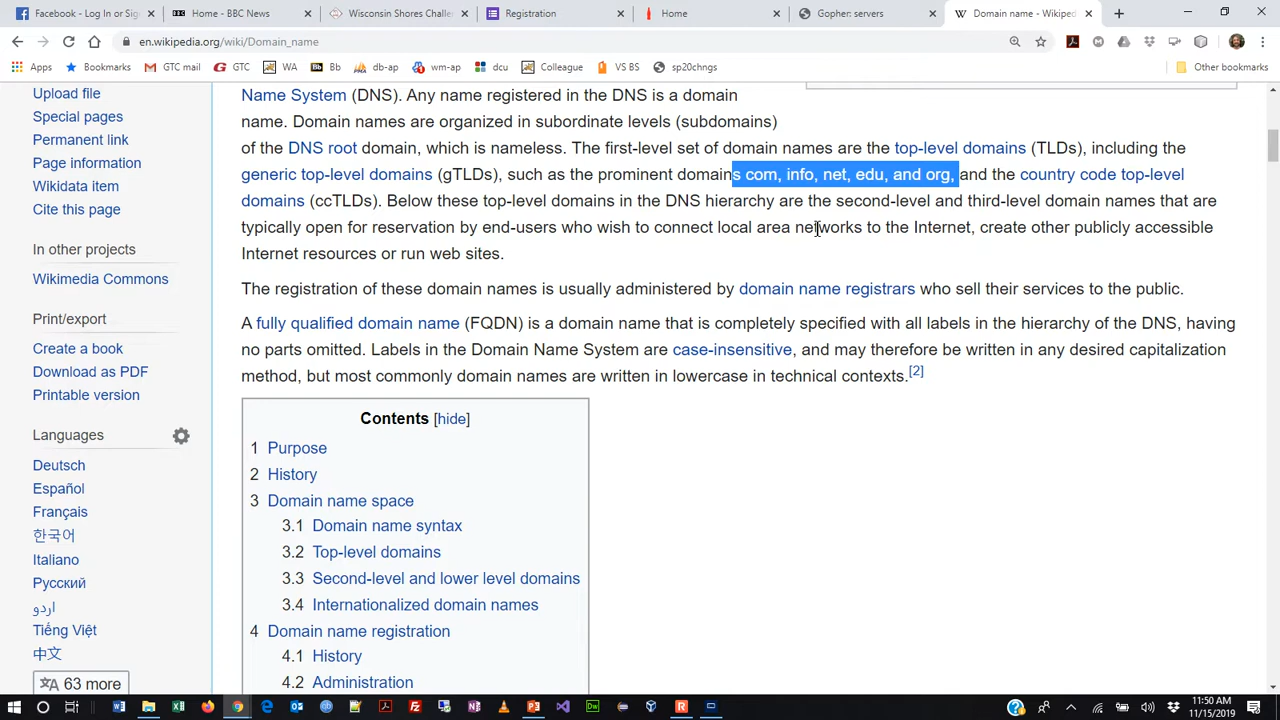 Facebook - Log In or Sig
Home - BBC News
Wisconsin Shores Challe
Registration
Home
Gopher: servers
Domain name - Wikiped
en.wikipedia.org/wiki/Domain_name
Apps
Bookmarks
GTC mail
GTC
WA
Bb
db-ap
wm-ap
dcu
Colleague
VS BS
sp20chngs
Other bookmarks
Upload file
Special pages
Permanent link
Page information
Wikidata item
Cite this page
In other projects
Wikimedia Commons
Print/export
Create a book
Download as PDF
Printable version
Languages
Deutsch
Español
Français
한국어
Italiano
Русский
اردو
Tiếng Việt
中文
63 more
Name System (DNS). Any name registered in the DNS is a domain
name. Domain names are organized in subordinate levels (subdomains)
of the DNS root domain, which is nameless. The first-level set of domain names are the top-level domains (TLDs), including the
generic top-level domains (gTLDs), such as the prominent domains com, info, net, edu, and org, and the country code top-level
domains (ccTLDs). Below these top-level domains in the DNS hierarchy are the second-level and third-level domain names that are
typically open for reservation by end-users who wish to connect local area networks to the Internet, create other publicly accessible
Internet resources or run web sites.
The registration of these domain names is usually administered by domain name registrars who sell their services to the public.
A fully qualified domain name (FQDN) is a domain name that is completely specified with all labels in the hierarchy of the DNS, having
no parts omitted. Labels in the Domain Name System are case-insensitive, and may therefore be written in any desired capitalization
method, but most commonly domain names are written in lowercase in technical contexts.[2]
Contents [hide]
1 Purpose
2 History
3 Domain name space
3.1 Domain name syntax
3.2 Top-level domains
3.3 Second-level and lower level domains
3.4 Internationalized domain names
4 Domain name registration
4.1 History
4.2 Administration
11:50 AM
11/15/2019